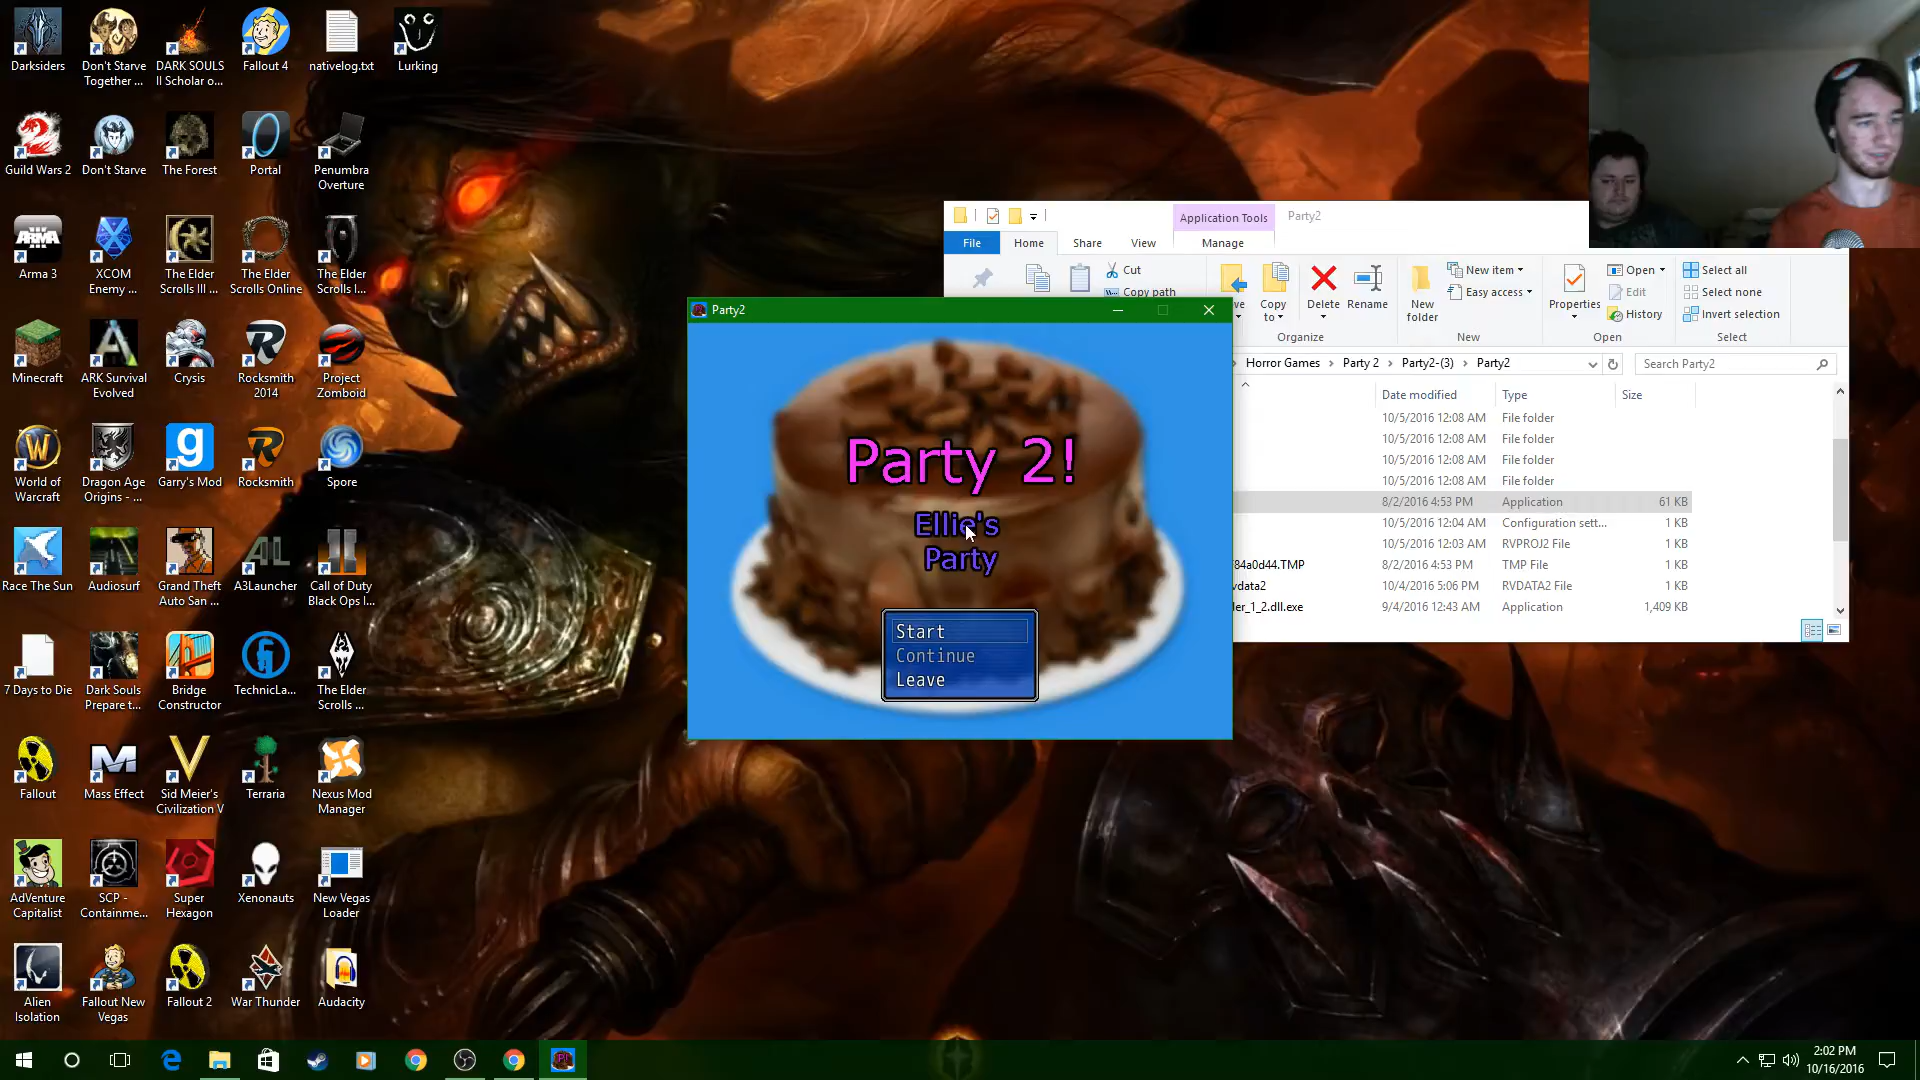 Darksiders
Don't Starve
Together ...
DARK SOULS
II Scholar o...
Fallout 4
nativelog.txt
Lurking
Guild Wars 2
Don't Starve
The Forest
Portal
Penumbra
Overture
Arma 3
XCOM
Enemy ...
The Elder
Scrolls III ...
The Elder
Scrolls Online
The Elder
Scrolls I...
Minecraft
ARK Survival
Evolved
Crysis
Rocksmith
2014
Project
Zomboid
World of
Warcraft
Dragon Age
Origins - ...
Garry's Mod
Rocksmith
Spore
Race The Sun
Audiosurf
Grand Theft
Auto San ...
A3Launcher
Call of Duty
Black Ops I...
7 Days to Die
Dark Souls
Prepare t...
Bridge
Constructor
TechnicLa...
The Elder
Scrolls ...
Fallout
Mass Effect
Sid Meier's
Civilization V
Terraria
Nexus Mod
Manager
AdVenture
Capitalist
SCP -
Containme...
Super
Hexagon
Xenonauts
New Vegas
Loader
Alien
Isolation
Fallout New
Vegas
Fallout 2
War Thunder
Audacity
Application Tools
Party2
File
Home
Share
View
Manage
Cut
Copy path
Copy
to
Delete
Rename
Organize
New
folder
New item
Easy access
New
Properties
Open
Edit
History
Open
Select all
Select none
Invert selection
Select
Horror Games
Party 2
Party2-(3)
Party2
Search Party2
Date modified
Type
Size
10/5/2016 12:08 AM File folder
10/5/2016 12:08 AM File folder
10/5/2016 12:08 AM File folder
10/5/2016 12:08 AM File folder
8/2/2016 4:53 PM Application 61 KB
10/5/2016 12:04 AM Configuration sett... 1 KB
10/5/2016 12:03 AM RVPROJ2 File 1 KB
84a0d44.TMP 8/2/2016 4:53 PM TMP File 1 KB
vdata2 10/4/2016 5:06 PM RVDATA2 File 1 KB
ler_1_2.dll.exe 9/4/2016 12:43 AM Application 1,409 KB
Party2
Party 2!
Ellie's
Party
Start
Continue
Leave
2:02 PM
10/16/2016